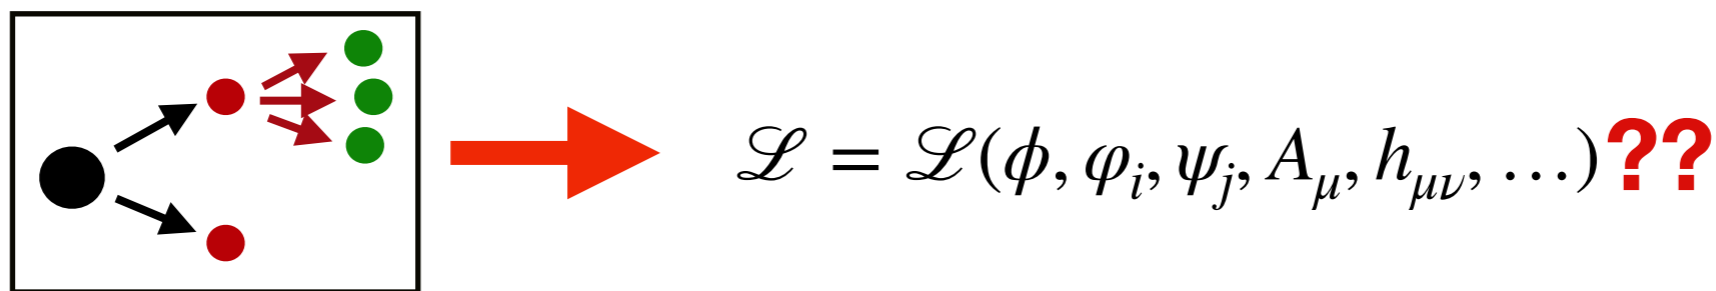 ℒ = ℒ(ϕ, φᵢ, ψⱼ, A_μ, h_μν, …)??